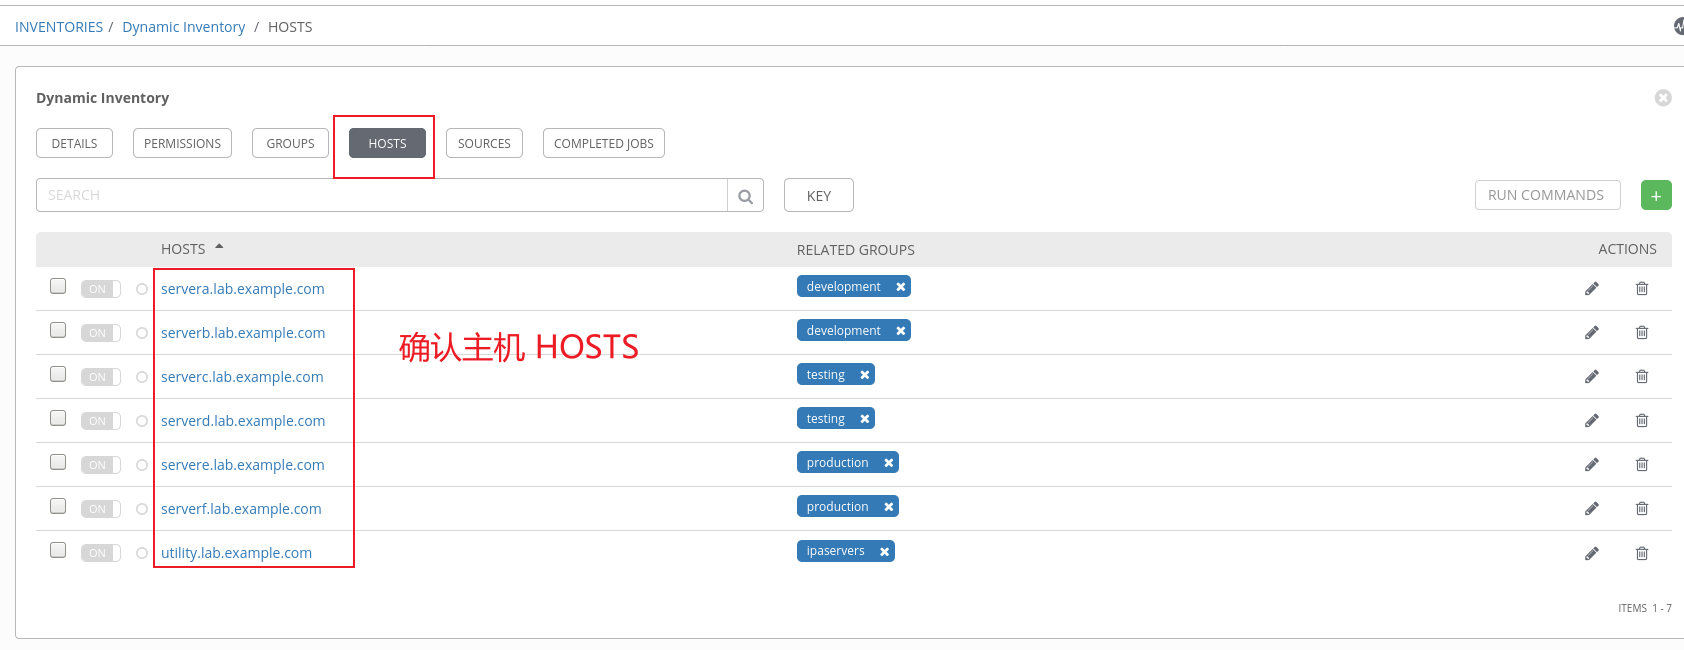 INVENTORIES / Dynamic Inventory / HOSTS
Dynamic Inventory
DETAILS PERMISSIONS GROUPS HOSTS SOURCES COMPLETED JOBS
SEARCH KEY RUN COMMANDS +
HOSTS RELATED GROUPS ACTIONS
ON servera.lab.example.com development
ON serverb.lab.example.com development
确认主机 HOSTS
ON serverc.lab.example.com testing
ON serverd.lab.example.com testing
ON servere.lab.example.com production
ON serverf.lab.example.com production
ON utility.lab.example.com ipaservers
ITEMS 1 - 7